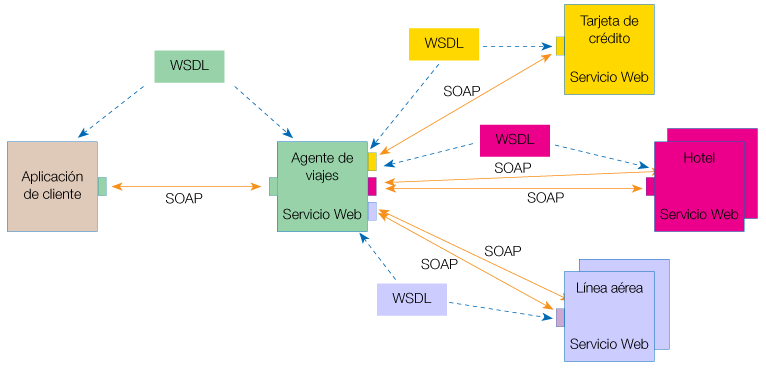 WSDL
Aplicación
de cliente
SOAP
Agente de
viajes
Servicio Web
WSDL
SOAP
Tarjeta de
crédito
Servicio Web
WSDL
SOAP
SOAP
Hotel
Servicio Web
WSDL
SOAP
SOAP
Línea aérea
Servicio Web